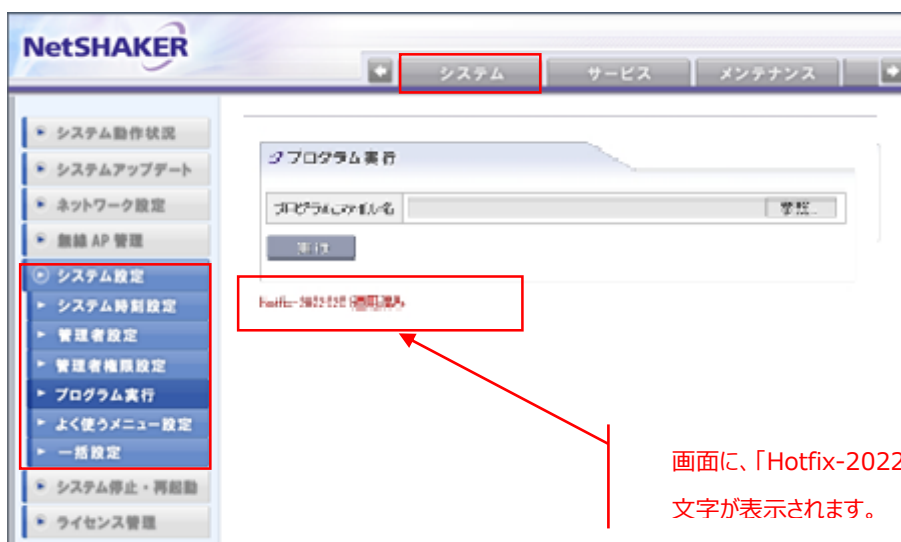 NetSHAKER
システム
サービス
メンテナンス
システム動作状況
システムアップデート
ネットワーク設定
無線 AP 管理
システム設定
システム時刻設定
管理者設定
管理者権限設定
プログラム実行
よく使うメニュー設定
一括設定
システム停止・再起動
ライセンス管理
プログラム実行
プログラムファイル名
参照...
実行
画面に、「Hotfix-2022
文字が表示されます。